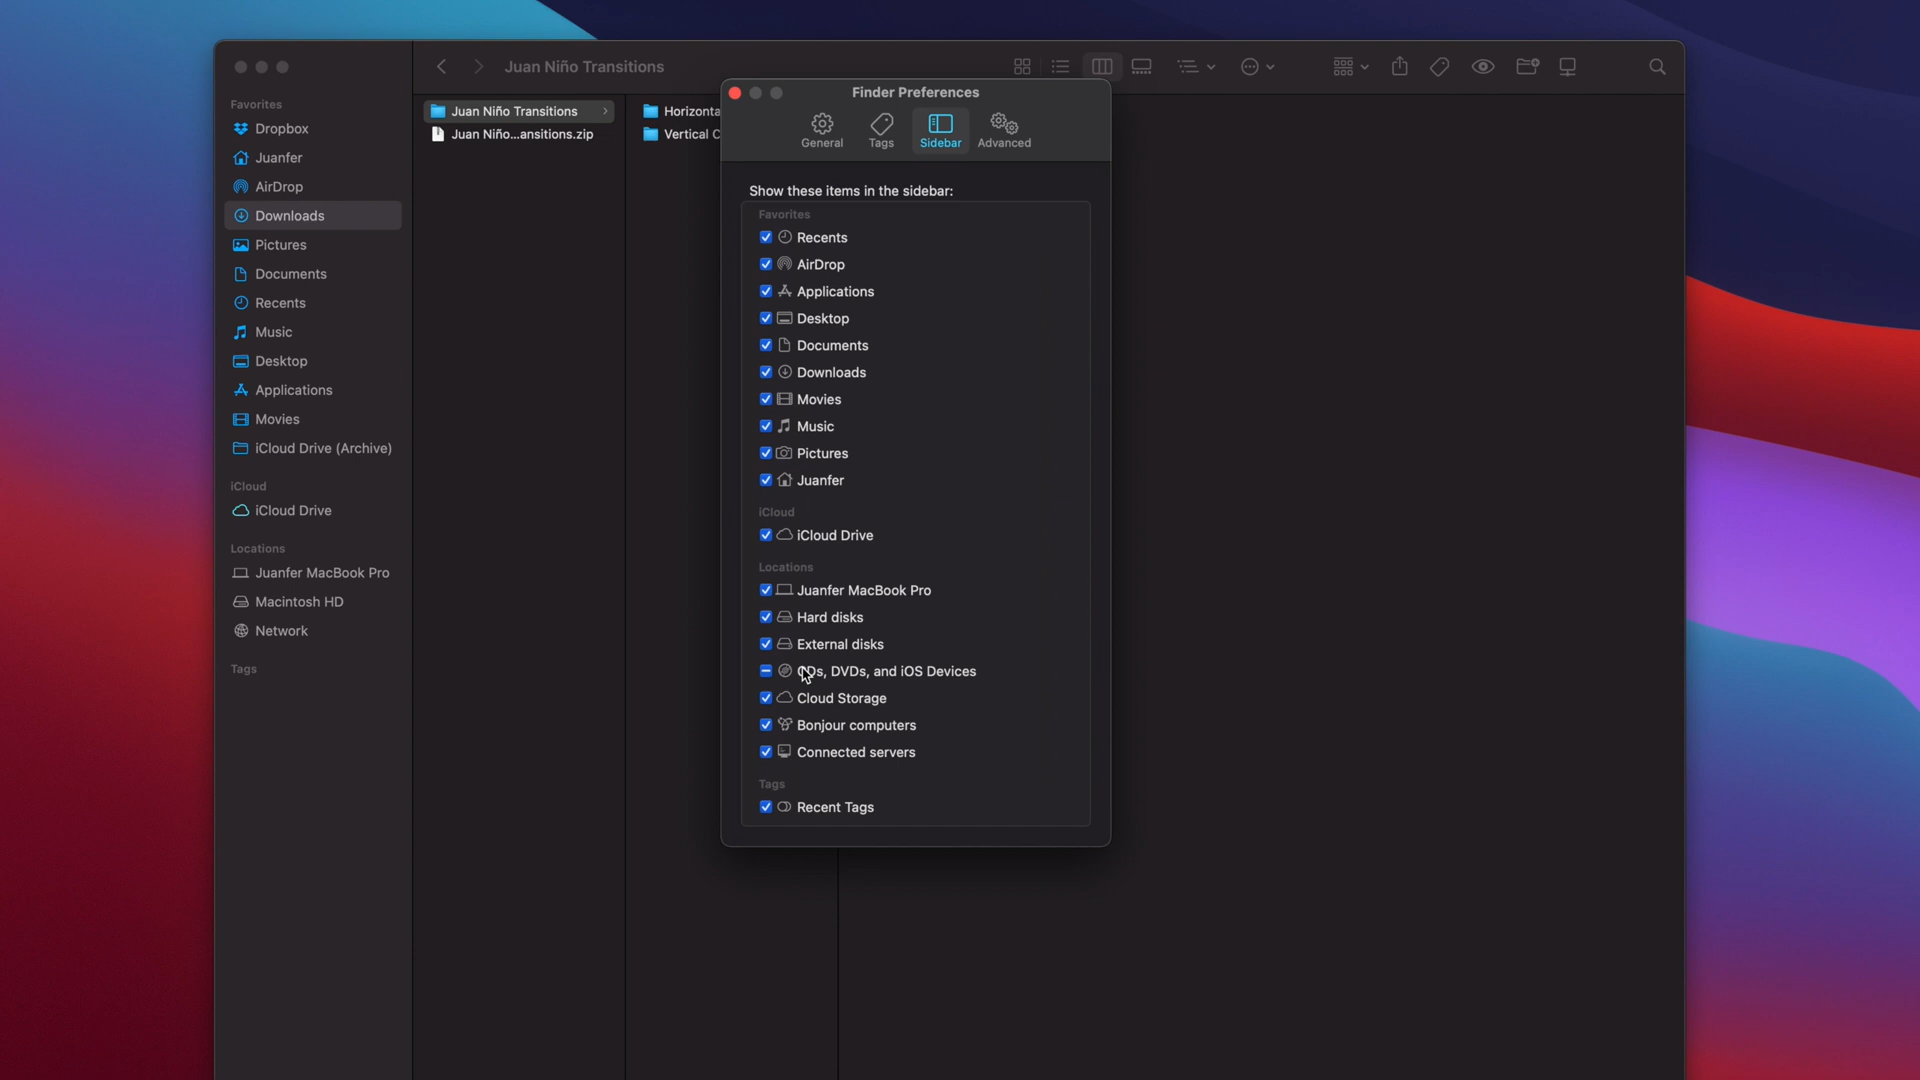 Juan Niño Transitions
Favorites
Dropbox
Juanfer
AirDrop
Downloads
Pictures
Documents
Recents
Music
Desktop
Applications
Movies
iCloud Drive (Archive)
iCloud
iCloud Drive
Locations
Juanfer MacBook Pro
Macintosh HD
Network
Tags
Juan Niño Transitions
Juan Niño...ansitions.zip
Horizonta
Vertical C
Finder Preferences
General
Tags
Sidebar
Advanced
Show these items in the sidebar:
Favorites
Recents
AirDrop
Applications
Desktop
Documents
Downloads
Movies
Music
Pictures
Juanfer
iCloud
iCloud Drive
Locations
Juanfer MacBook Pro
Hard disks
External disks
CDs, DVDs, and iOS Devices
Cloud Storage
Bonjour computers
Connected servers
Tags
Recent Tags